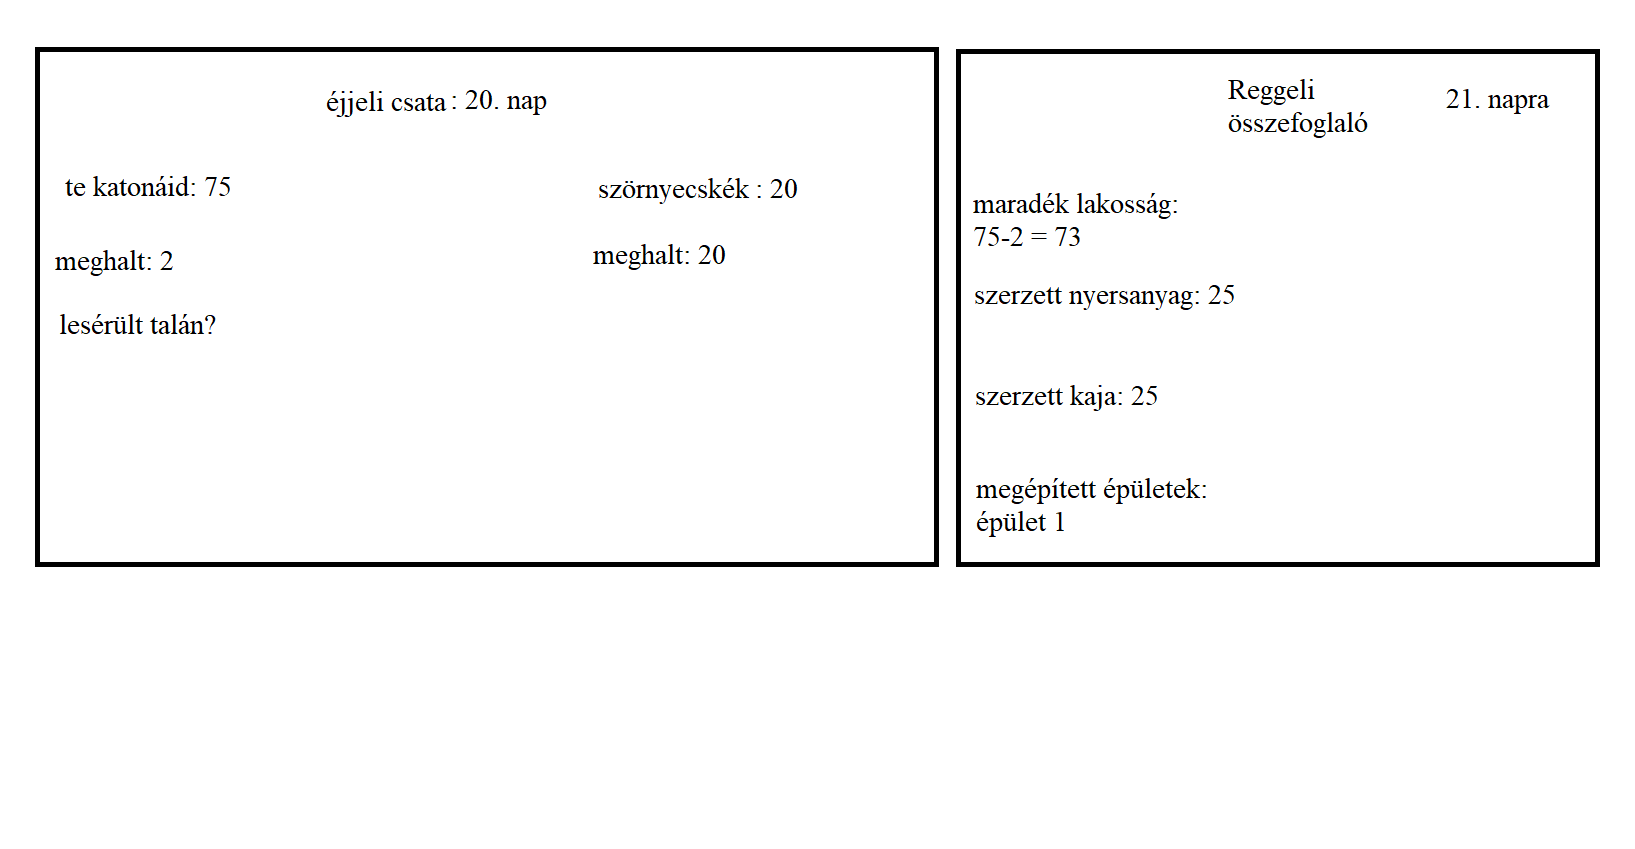 éjjeli csata : 20. nap
te katonáid: 75
szörnyecskék : 20
meghalt: 2
meghalt: 20
lesérült talán?
Reggeli
összefoglaló
21. napra
maradék lakosság:
75-2 = 73
szerzett nyersanyag: 25
szerzett kaja: 25
megépített épületek:
épület 1